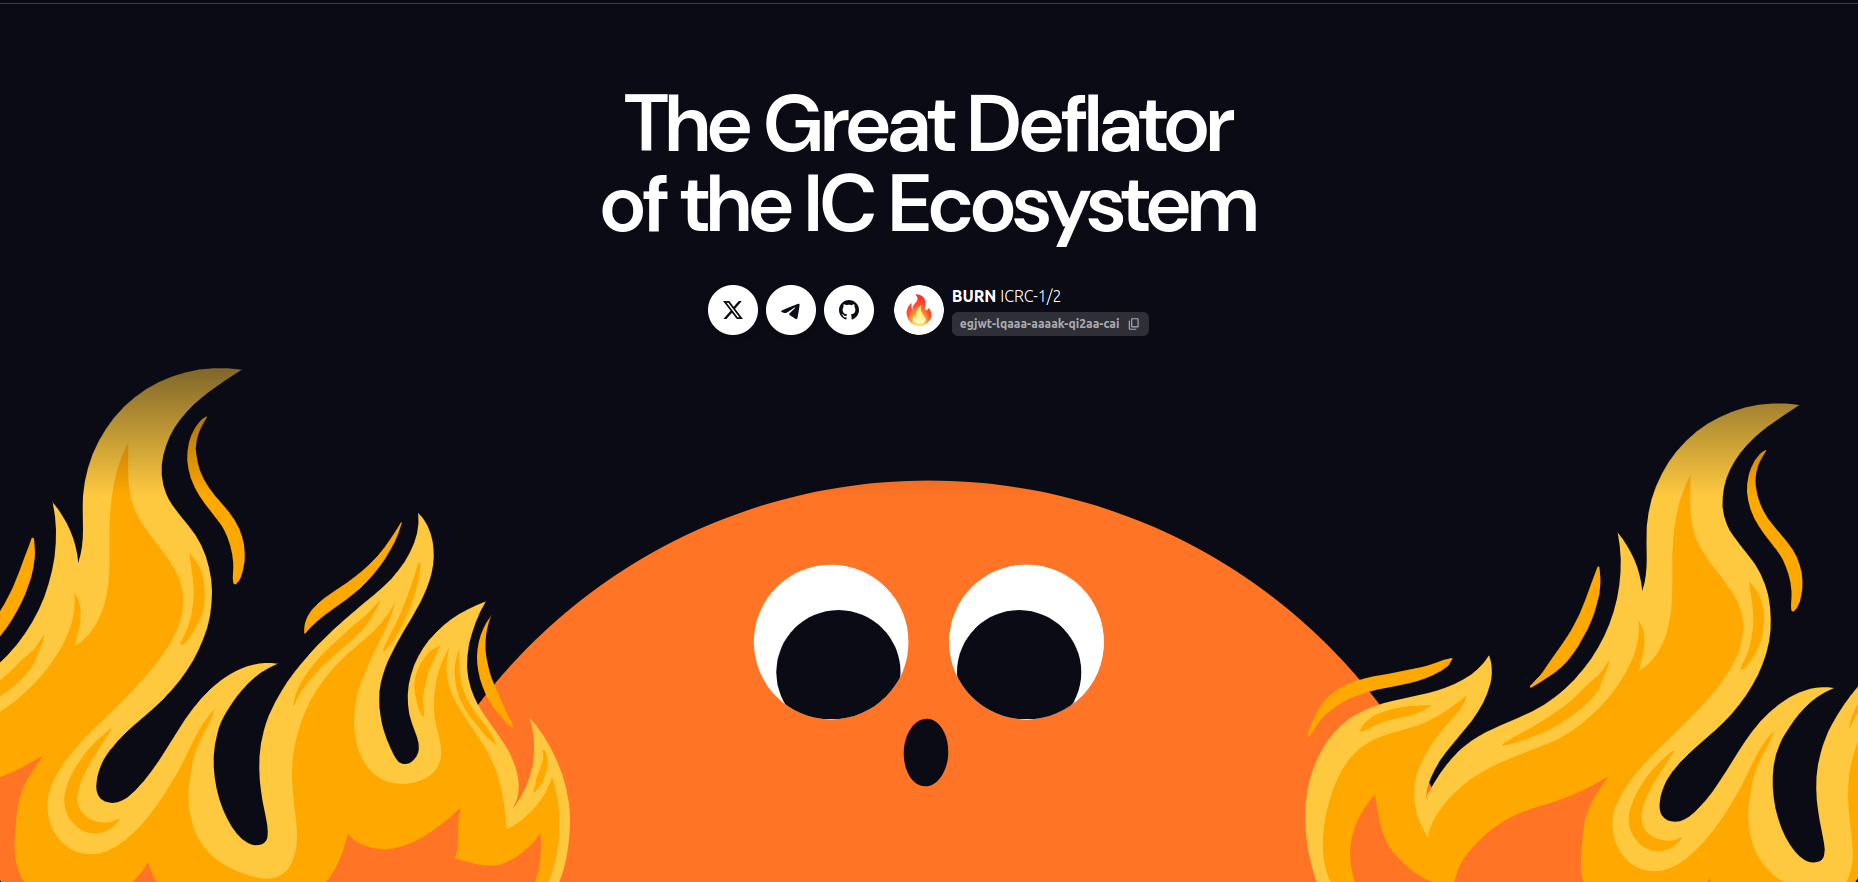 The Great Deflator
of the IC Ecosystem
BURN ICRC-1/2
egjwt-lqaaa-aaaak-qi2aa-cai